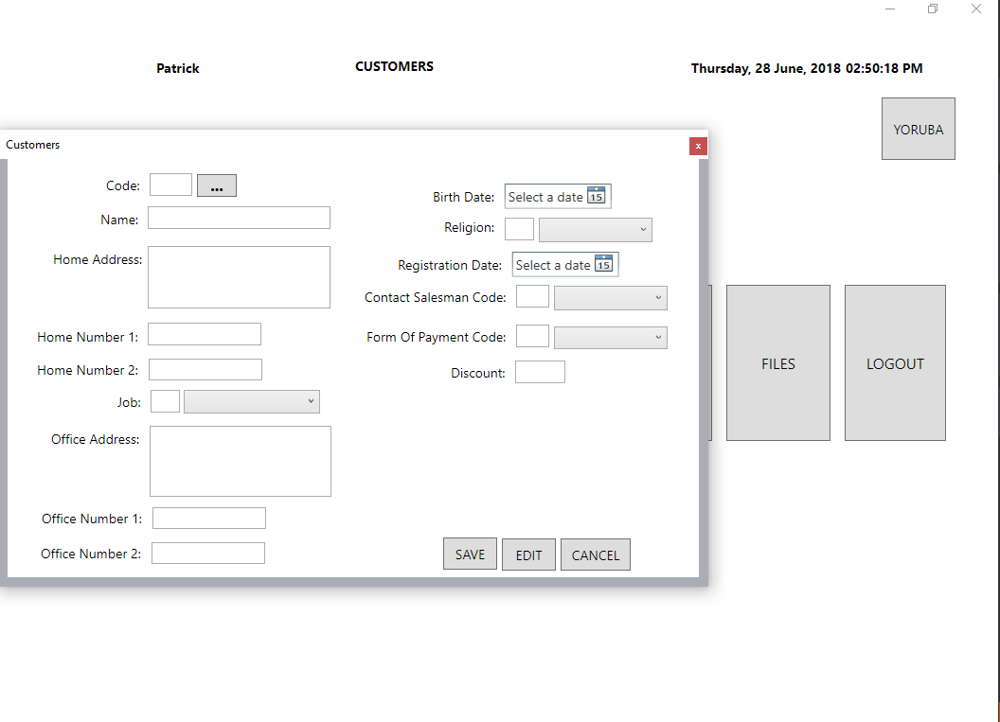 Patrick
CUSTOMERS
Thursday, 28 June, 2018 02:50:18 PM
YORUBA
Customers
x
Code:
...
Name:
Home Address:
Home Number 1:
Home Number 2:
Job:
Office Address:
Office Number 1:
Office Number 2:
Birth Date:
Select a date 15
Religion:
Registration Date:
Select a date 15
Contact Salesman Code:
Form Of Payment Code:
Discount:
SAVE
EDIT
CANCEL
FILES
LOGOUT